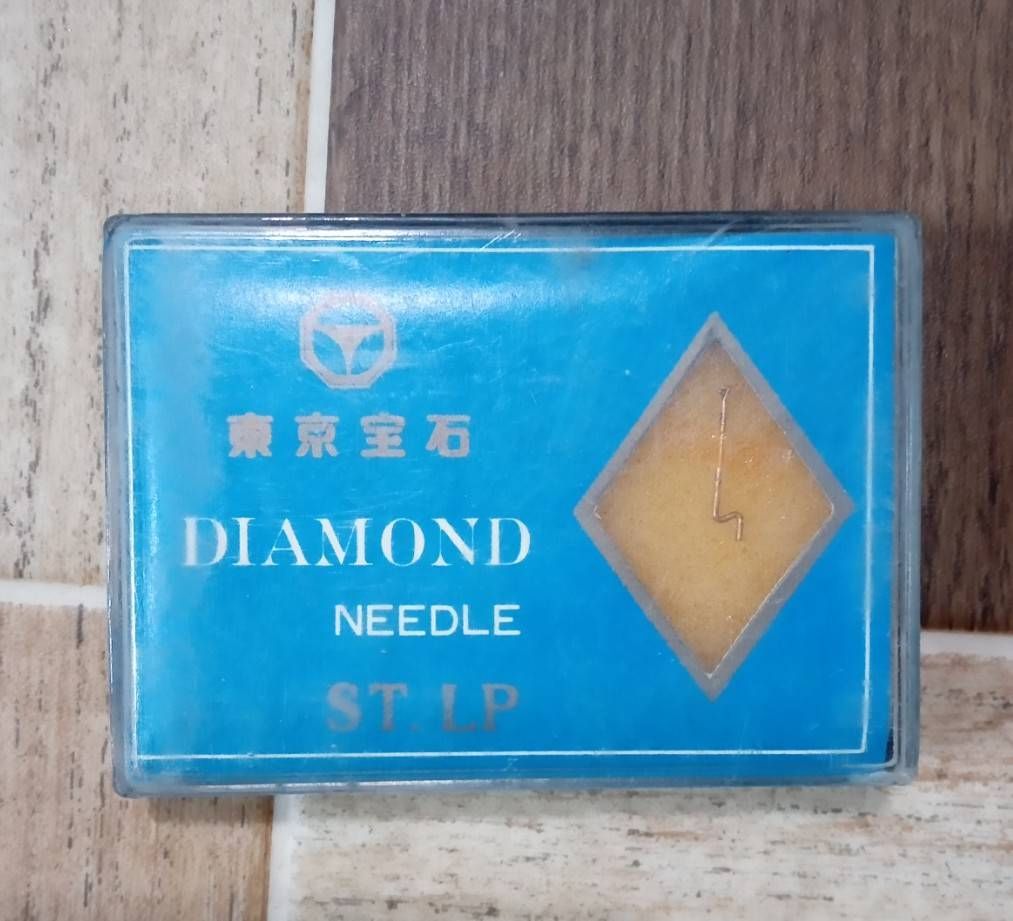 東京宝石
DIAMOND
NEEDLE
ST. LP